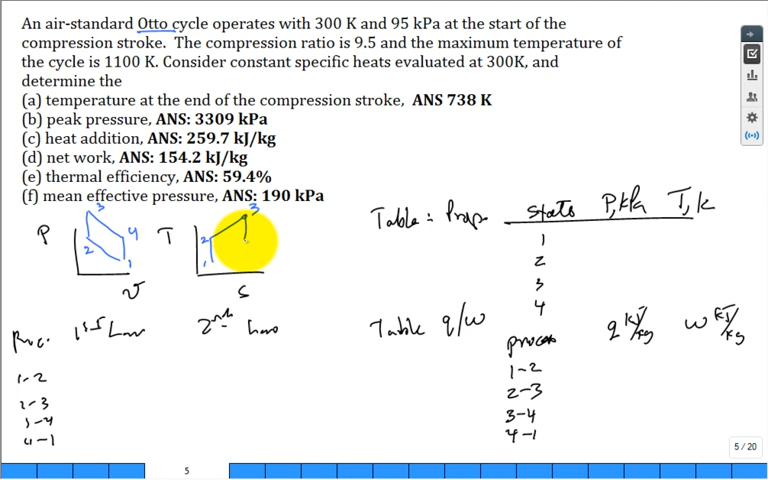 An air-standard Otto cycle operates with 300 K and 95 kPa at the start of the
compression stroke. The compression ratio is 9.5 and the maximum temperature of
the cycle is 1100 K. Consider constant specific heats evaluated at 300K, and
determine the
(a) temperature at the end of the compression stroke, ANS 738 K
(b) peak pressure, ANS: 3309 kPa
(c) heat addition, ANS: 259.7 kJ/kg
(d) net work, ANS: 154.2 kJ/kg
(e) thermal efficiency, ANS: 59.4%
(f) mean effective pressure, ANS: 190 kPa
Table: Prop. States P, kPa T, K
1
2
3
4
P 3 4 2 1 v
T 3 2 1 s
Proc. 1st Law 2nd Law
1-2
2-3
3-4
4-1
Table q/w
process q kJ/kg w kJ/kg
1-2
2-3
3-4
4-1
5
5 / 20